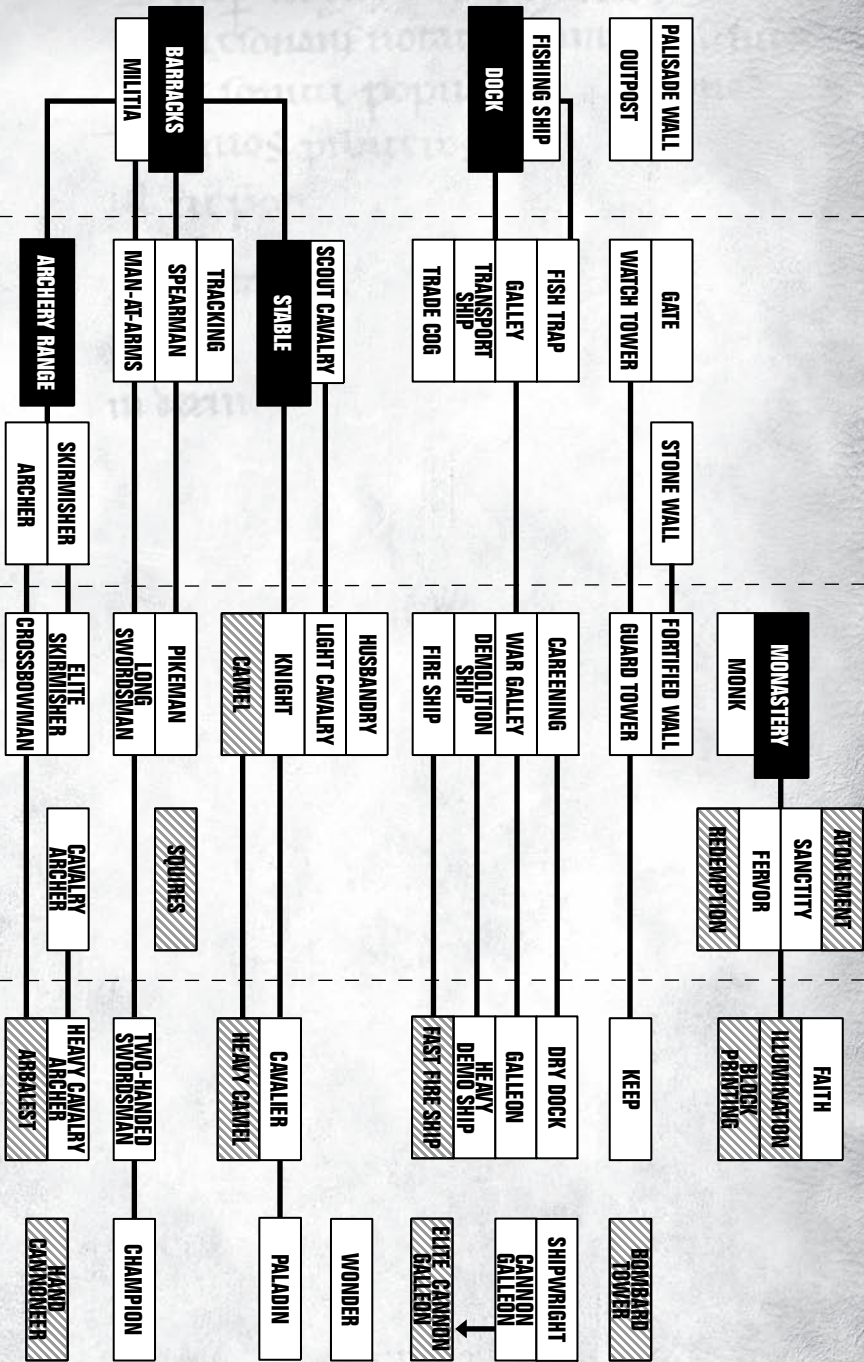 ATONEMENT
SANCTITY
FERVOR
REDEMPTION
FAITH
ILLUMINATION
BLOCK
PRINTING
MONASTERY
MONK
PALISADE WALL
OUTPOST
GATE
WATCH TOWER
STONE WALL
FORTIFIED WALL
GUARD TOWER
KEEP
BOMBARD
TOWER
FISHING SHIP
DOCK
FISH TRAP
GALLEY
TRANSPORT
SHIP
TRADE COG
CAREENING
WAR GALLEY
DEMOLITION
SHIP
FIRE SHIP
DRY DOCK
GALLEON
HEAVY
DEMO SHIP
FAST FIRE SHIP
SHIPWRIGHT
CANNON
GALLEON
ELITE CANNON
GALLEON
WONDER
SCOUT CAVALRY
STABLE
HUSBANDRY
LIGHT CAVALRY
KNIGHT
CAMEL
CAVALIER
HEAVY CAMEL
PALADIN
BARRACKS
MILITIA
TRACKING
SPEARMAN
MAN-AT-ARMS
PIKEMAN
LONG
SWORDSMAN
SQUIRES
TWO-HANDED
SWORDSMAN
CHAMPION
ARCHERY RANGE
SKIRMISHER
ARCHER
ELITE
SKIRMISHER
CROSSBOWMAN
CAVALRY
ARCHER
HEAVY CAVALRY
ARCHER
ARBALEST
HAND
CANNONEER